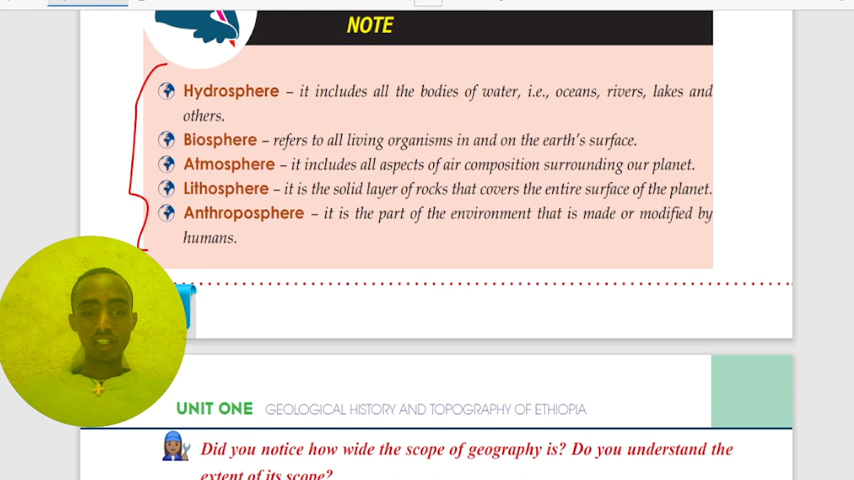 NOTE
Hydrosphere – it includes all the bodies of water, i.e., oceans, rivers, lakes and
others.
Biosphere – refers to all living organisms in and on the earth's surface.
Atmosphere – it includes all aspects of air composition surrounding our planet.
Lithosphere – it is the solid layer of rocks that covers the entire surface of the planet.
Anthroposphere – it is the part of the environment that is made or modified by
humans.
UNIT ONE GEOLOGICAL HISTORY AND TOPOGRAPHY OF ETHIOPIA
Did you notice how wide the scope of geography is? Do you understand the
extent of its scope?